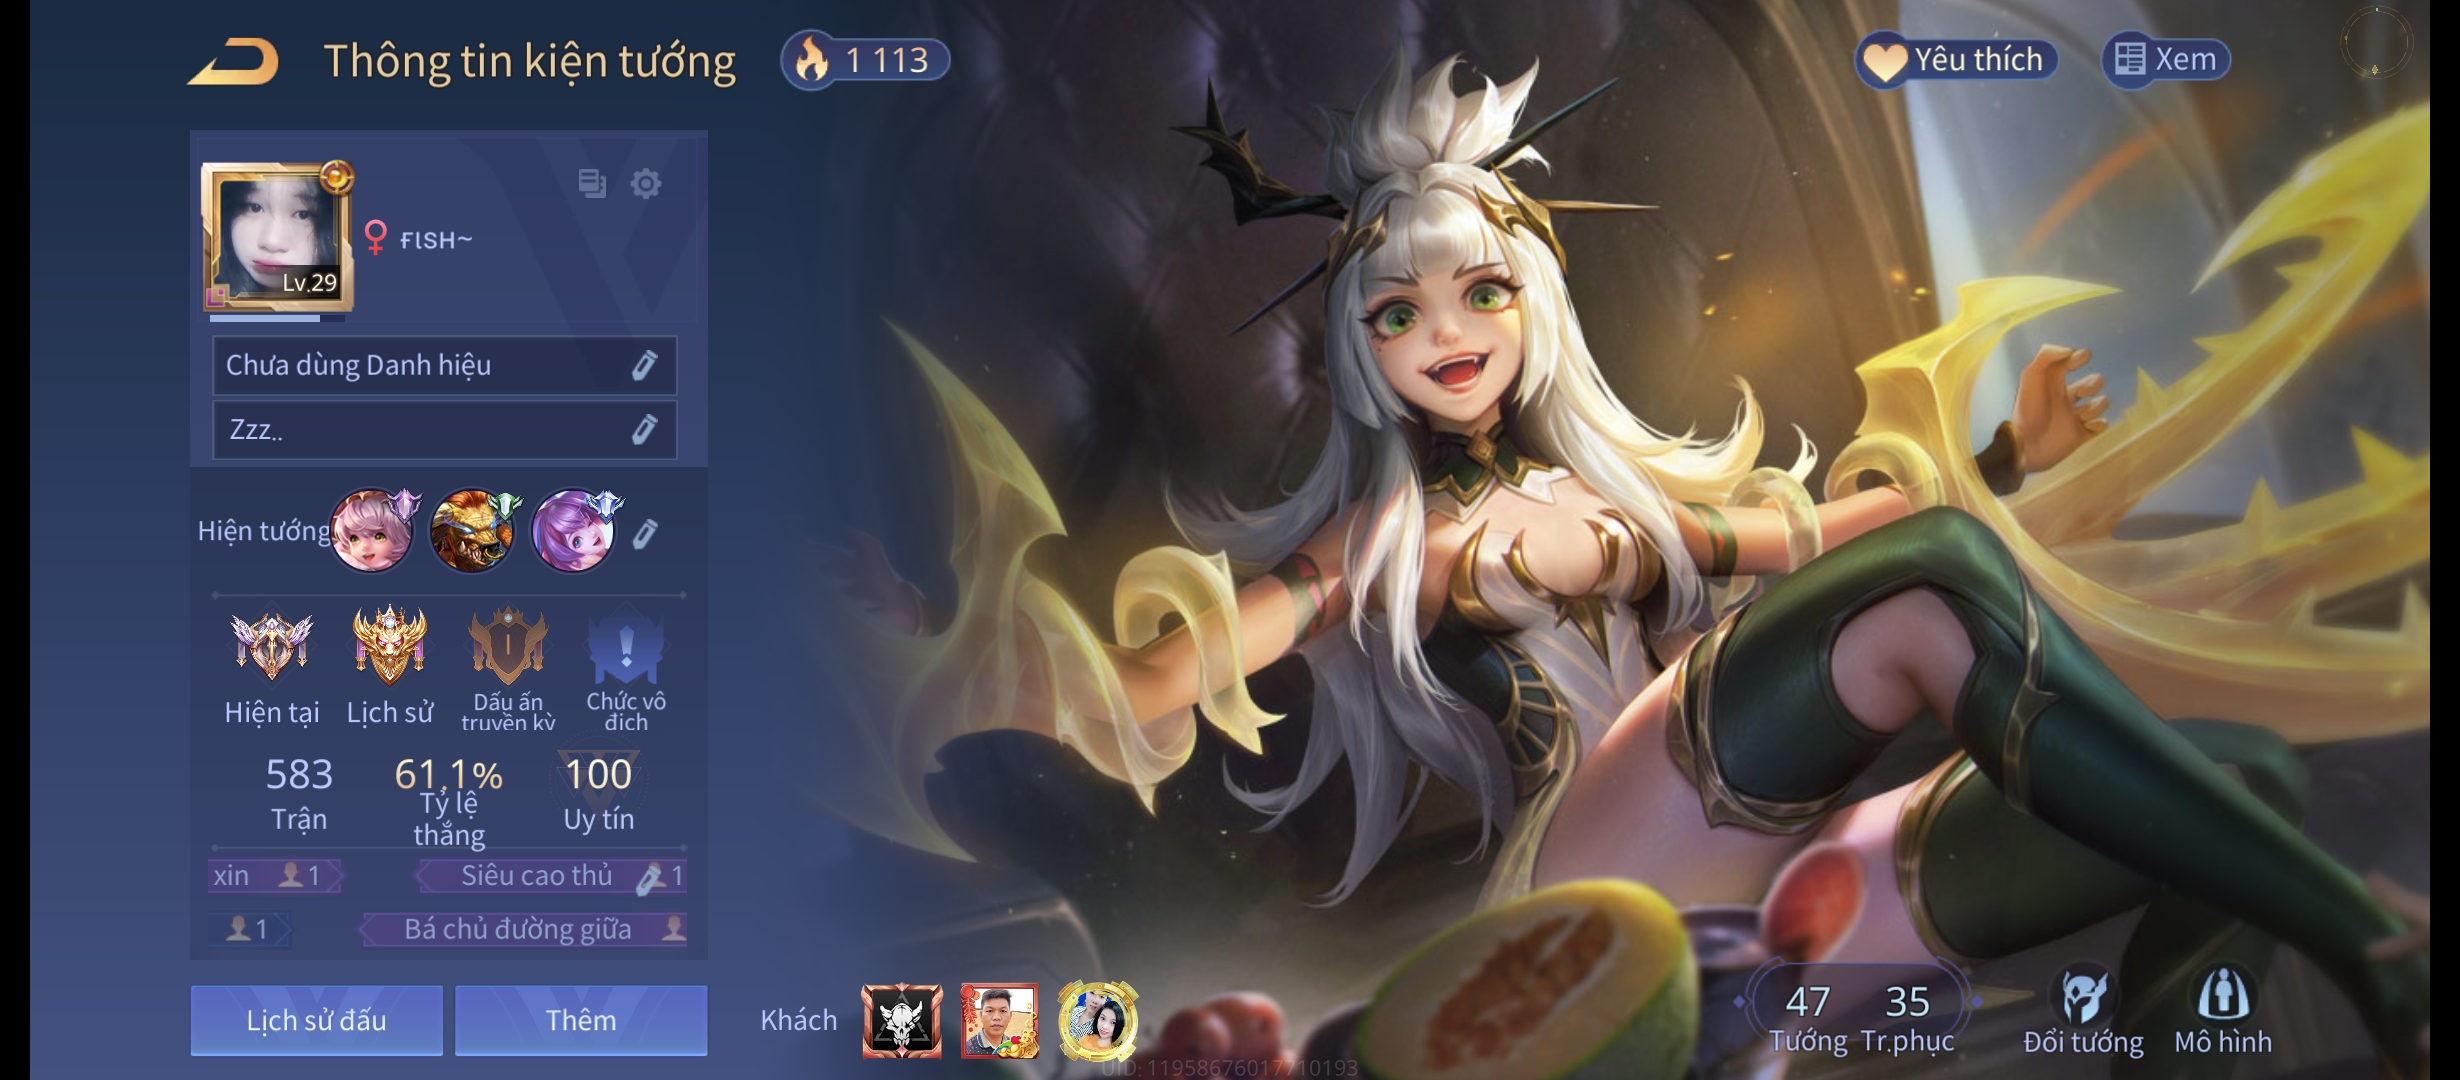 Thông tin kiện tướng
1 113
Yêu thích
Xem
Lv.29
ғɩsʜ~
Chưa dùng Danh hiệu
Zzz..
Hiện tướng
Hiện tại
Lịch sử
Dấu ấn
truyền kỳ
Chức vô
địch
583
Trận
61.1%
Tỷ lệ
thắng
100
Uy tín
xin 1
Siêu cao thủ 1
1
Bá chủ đường giữa
Lịch sử đấu
Thêm
Khách
47
Tướng
35
Tr.phục
Đổi tướng
Mô hình
UID: 11958676017710193